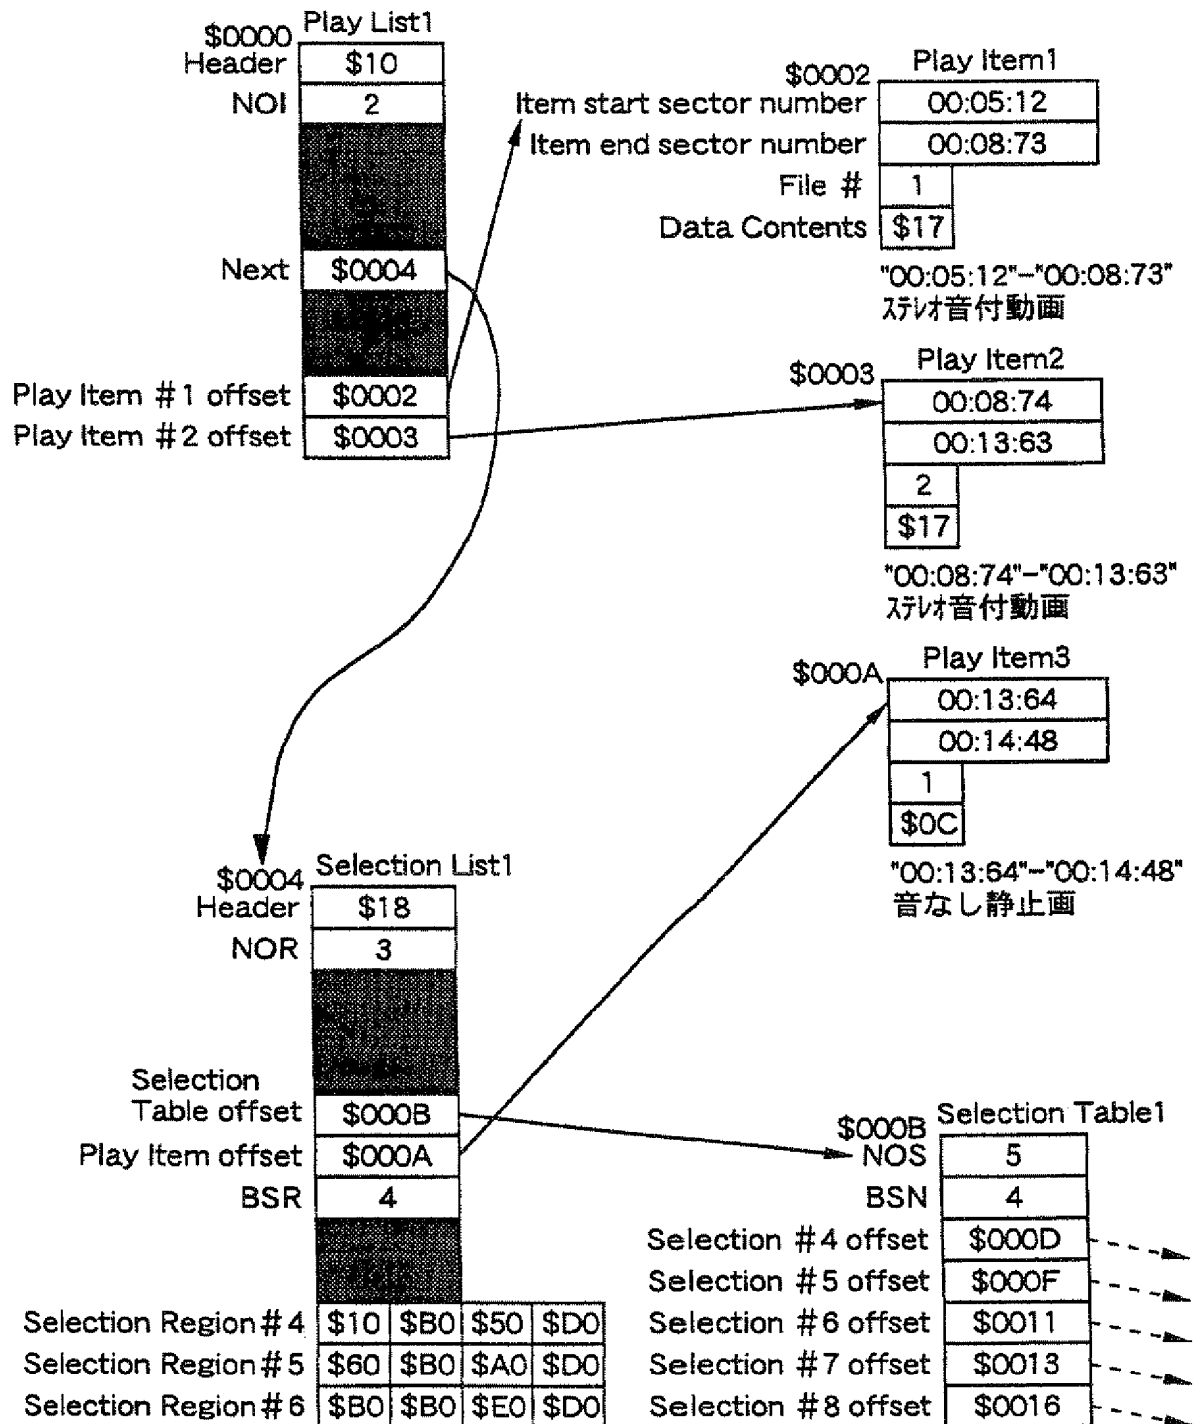 Play List1
$0000
Header $10
NOI 2
Next $0004
Play Item #1 offset $0002
Play Item #2 offset $0003
Play Item1
$0002
Item start sector number 00:05:12
Item end sector number 00:08:73
File # 1
Data Contents $17
"00:05:12"-"00:08:73"
ステレオ音付動画
Play Item2
$0003
00:08:74
00:13:63
2
$17
"00:08:74"-"00:13:63"
ステレオ音付動画
Play Item3
$000A
00:13:64
00:14:48
1
$0C
"00:13:64"-"00:14:48"
音なし静止画
$0004 Selection List1
Header $18
NOR 3
Selection
Table offset $000B
Play Item offset $000A
BSR 4
Selection Region #4 $10 $B0 $50 $D0
Selection Region #5 $60 $B0 $A0 $D0
Selection Region #6 $B0 $B0 $E0 $D0
$000B Selection Table1
NOS 5
BSN 4
Selection #4 offset $000D
Selection #5 offset $000F
Selection #6 offset $0011
Selection #7 offset $0013
Selection #8 offset $0016